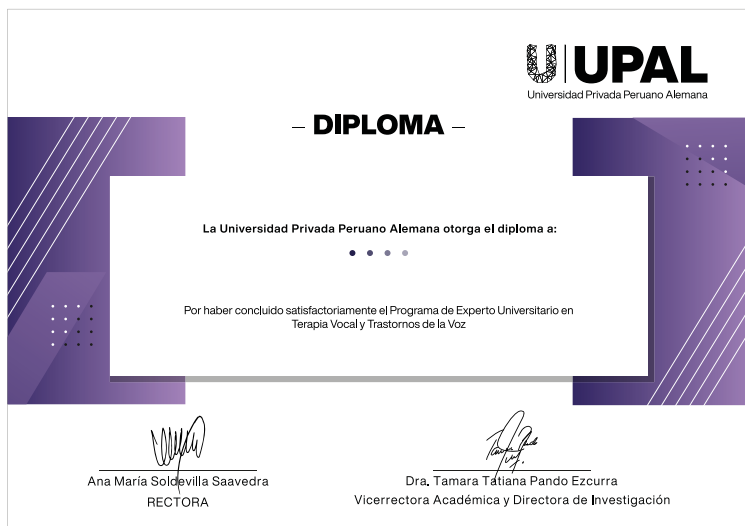 UPAL
Universidad Privada Peruano Alemana
– DIPLOMA –
La Universidad Privada Peruano Alemana otorga el diploma a:
Por haber concluido satisfactoriamente el Programa de Experto Universitario en
Terapia Vocal y Trastornos de la Voz
Ana María Soldevilla Saavedra
RECTORA
Dra. Tamara Tatiana Pando Ezcurra
Vicerrectora Académica y Directora de Investigación